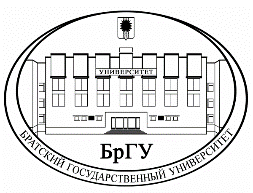 УНИВЕРСИТЕТ
БрГУ
БРАТСКИЙ ГОСУДАРСТВЕННЫЙ УНИВЕРСИТЕТ